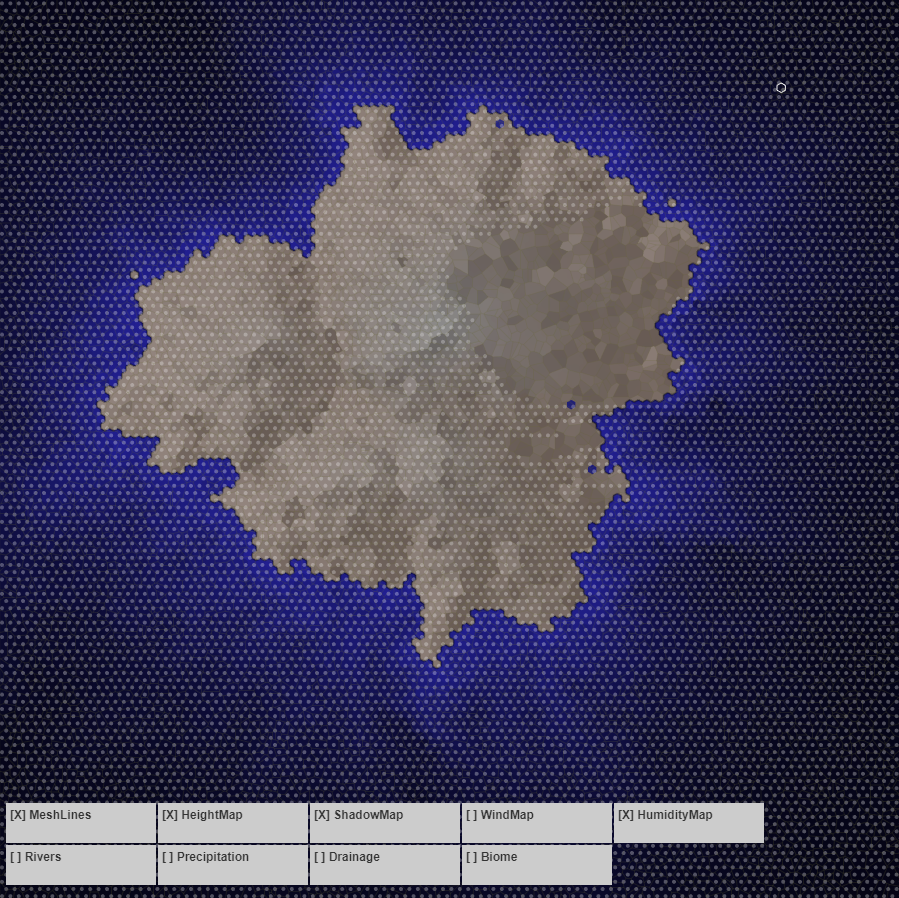 [X] MeshLines
[X] HeightMap
[X] ShadowMap
[ ] WindMap
[X] HumidityMap
[ ] Rivers
[ ] Precipitation
[ ] Drainage
[ ] Biome